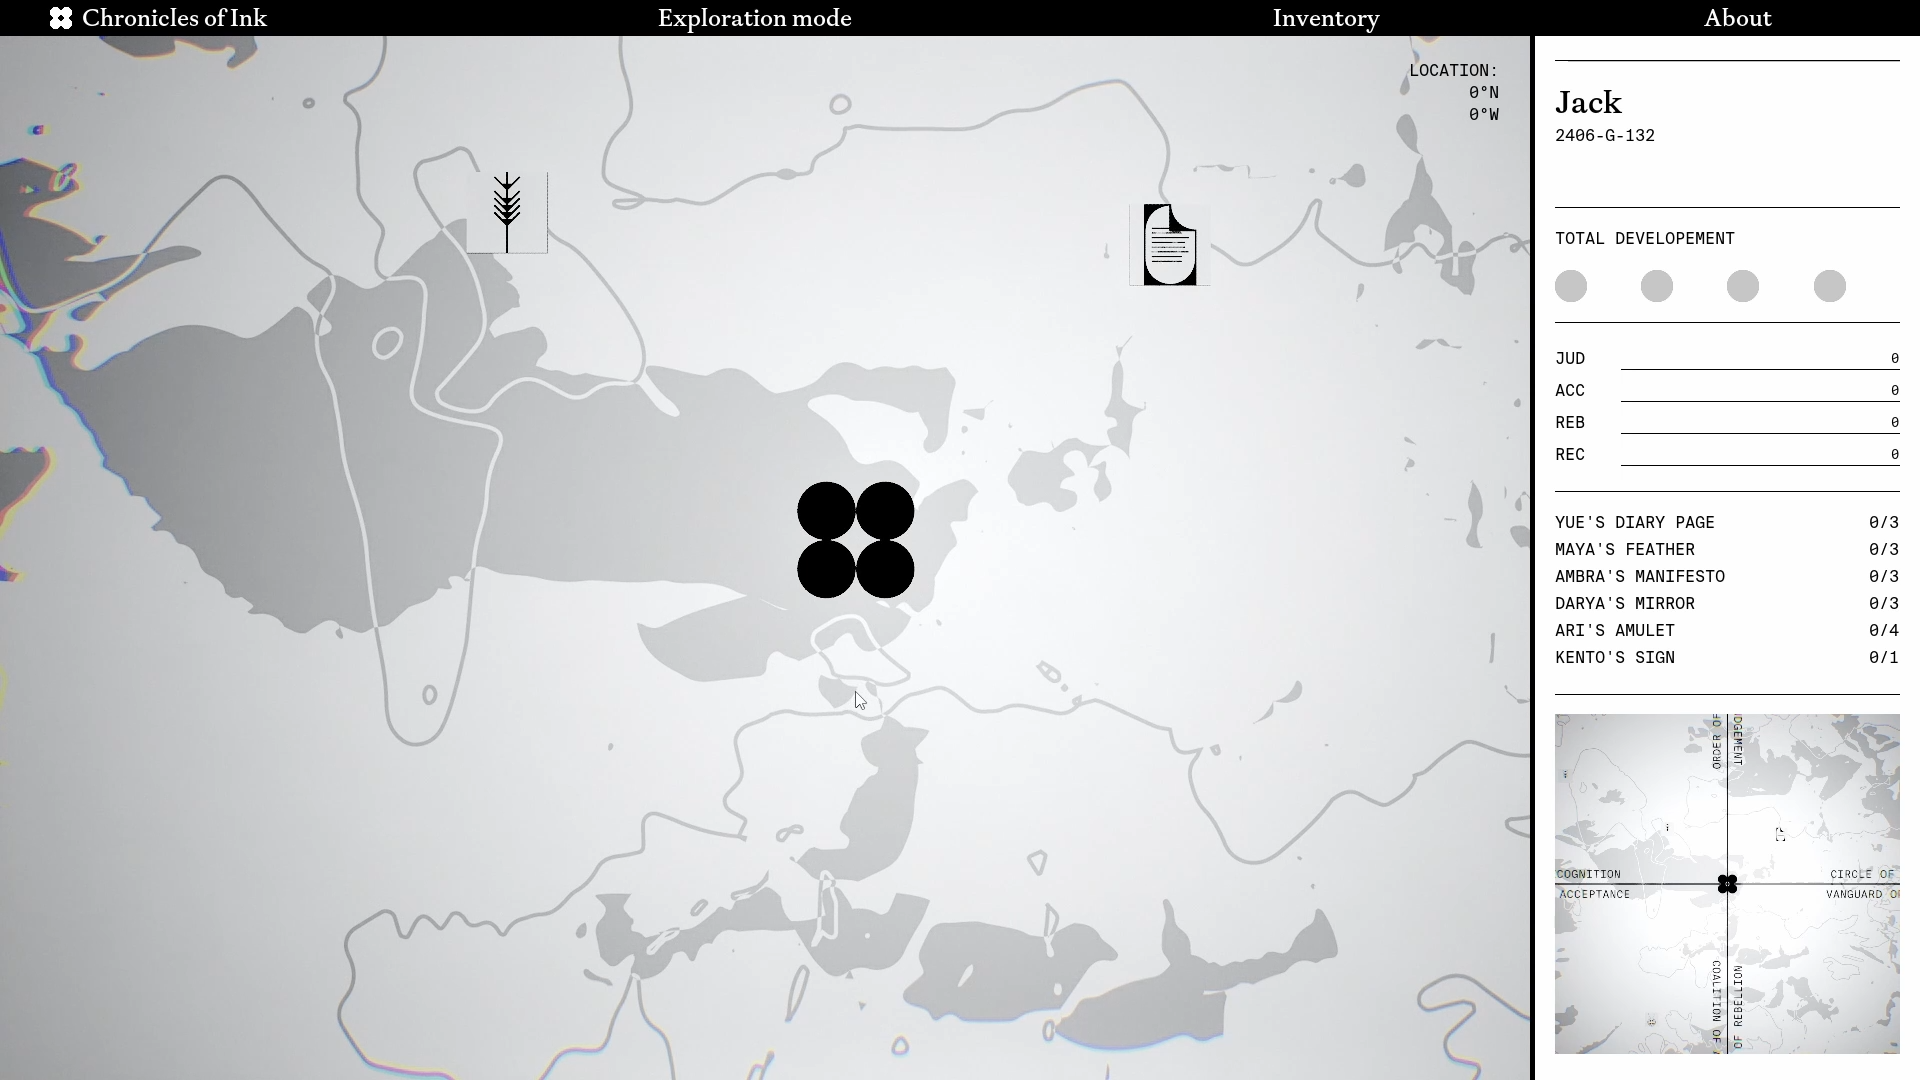 Chronicles of Ink
Exploration mode
Inventory
About
LOCATION:
0°N
0°W
Jack
2406-G-132
TOTAL DEVELOPEMENT
JUD 0
ACC 0
REB 0
REC 0
YUE'S DIARY PAGE 0/3
MAYA'S FEATHER 0/3
AMBRA'S MANIFESTO 0/3
DARYA'S MIRROR 0/3
ARI'S AMULET 0/4
KENTO'S SIGN 0/1
ORDER OF
DGEMENT
COGNITION
CIRCLE OF
ACCEPTANCE
VANGUARD OF
COALITION OF
REBELLION